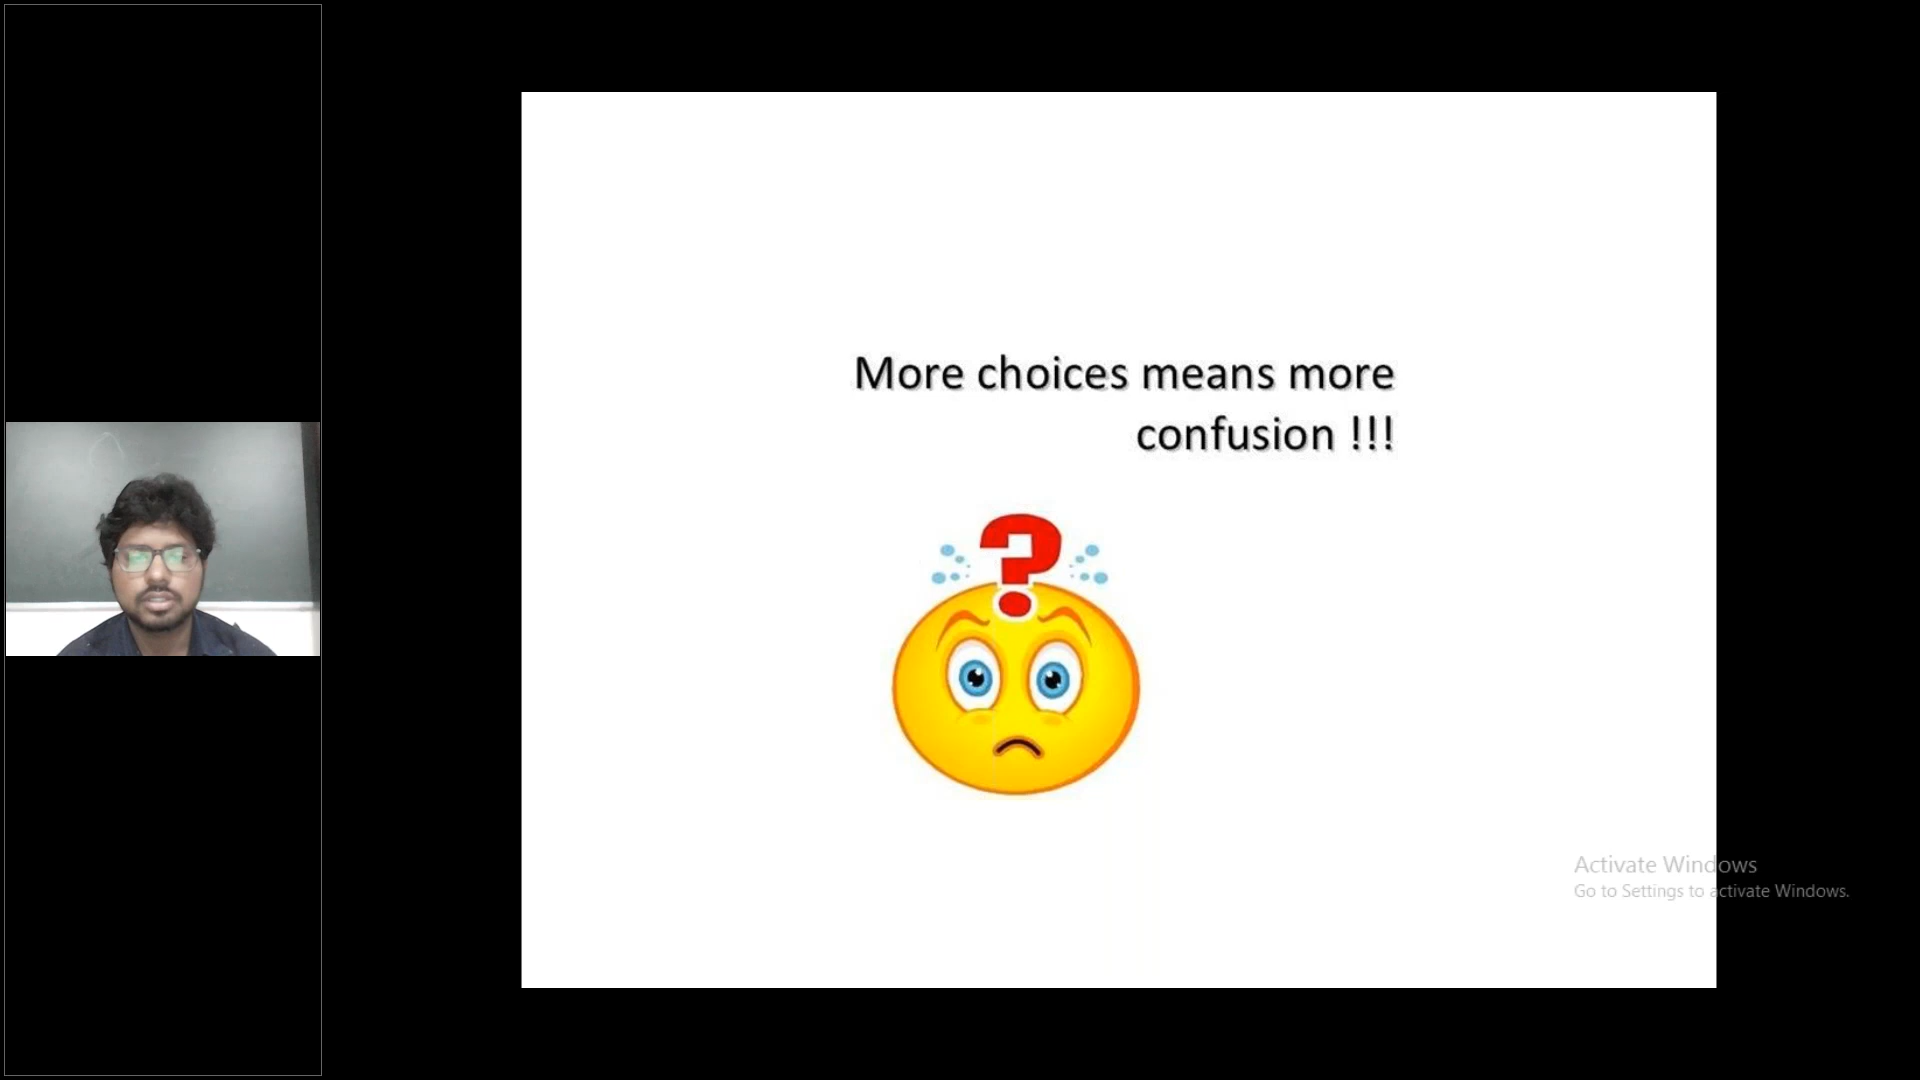 More choices means more
confusion !!!
?
Activate Windows
Go to Settings to activate Windows.